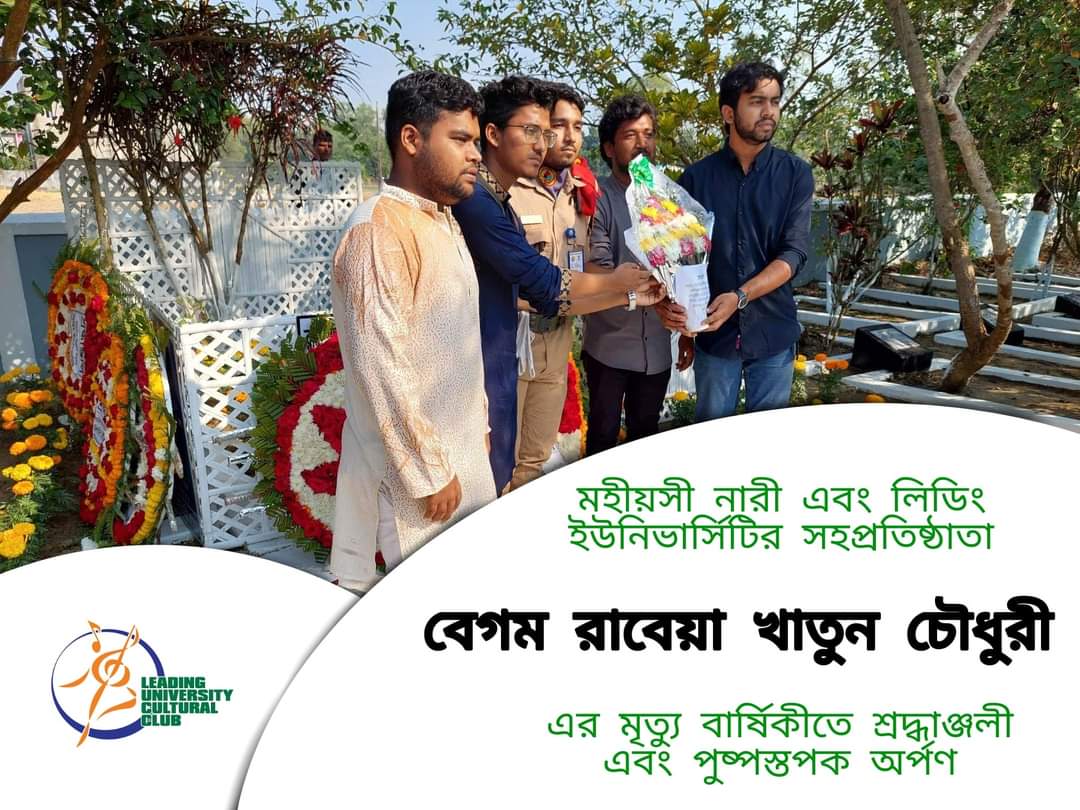 মহীয়সী নারী এবং লিডিং
ইউনিভার্সিটির সহপ্রতিষ্ঠাতা
বেগম রাবেয়া খাতুন চৌধুরী
এর মৃত্যু বার্ষিকীতে শ্রদ্ধাঞ্জলী
এবং পুষ্পস্তপক অর্পণ
LEADING
UNIVERSITY
CULTURAL
CLUB